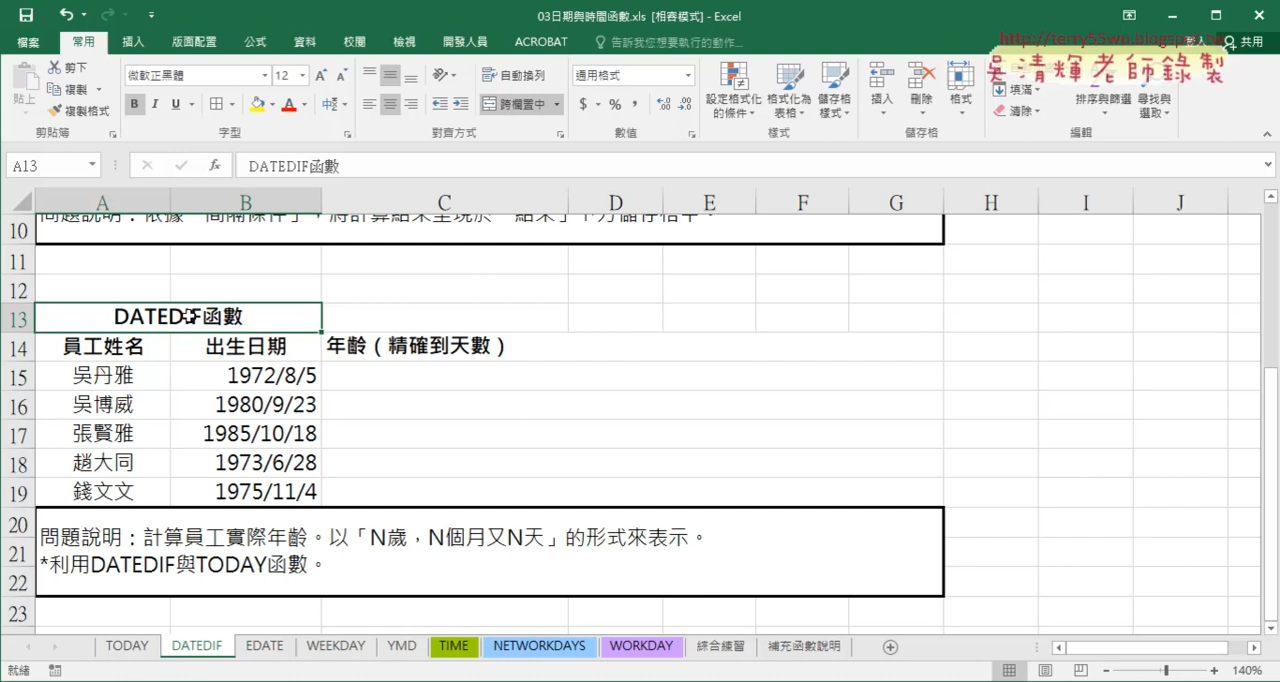 03日期與時間函數.xls [相容模式] - Excel
檔案 常用 插入 版面配置 公式 資料 校閱 檢視 開發人員 ACROBAT 告訴我您想要執行的動作... 共用
http://terry55wu.blogspot.tw
吳清輝老師錄製
貼上 剪下 複製 複製格式 剪貼簿
微軟正黑體 12 B I U 字型
自動換列 跨欄置中 對齊方式
通用格式 $ % , 數值
設定格式化的條件 格式化為表格 儲存格樣式 樣式
插入 刪除 格式 儲存格
填滿 清除 排序與篩選 尋找與選取 編輯
A13 fx DATEDIF函數
A B C D E F G H I J
10
11
12
13 DATEDIF函數
14 員工姓名 出生日期 年齡（精確到天數）
15 吳丹雅 1972/8/5
16 吳博威 1980/9/23
17 張賢雅 1985/10/18
18 趙大同 1973/6/28
19 錢文文 1975/11/4
20
21 問題說明：計算員工實際年齡。以「N歲，N個月又N天」的形式來表示。
22 *利用DATEDIF與TODAY函數。
23
TODAY DATEDIF EDATE WEEKDAY YMD TIME NETWORKDAYS WORKDAY 綜合練習 補充函數說明
就緒 140%